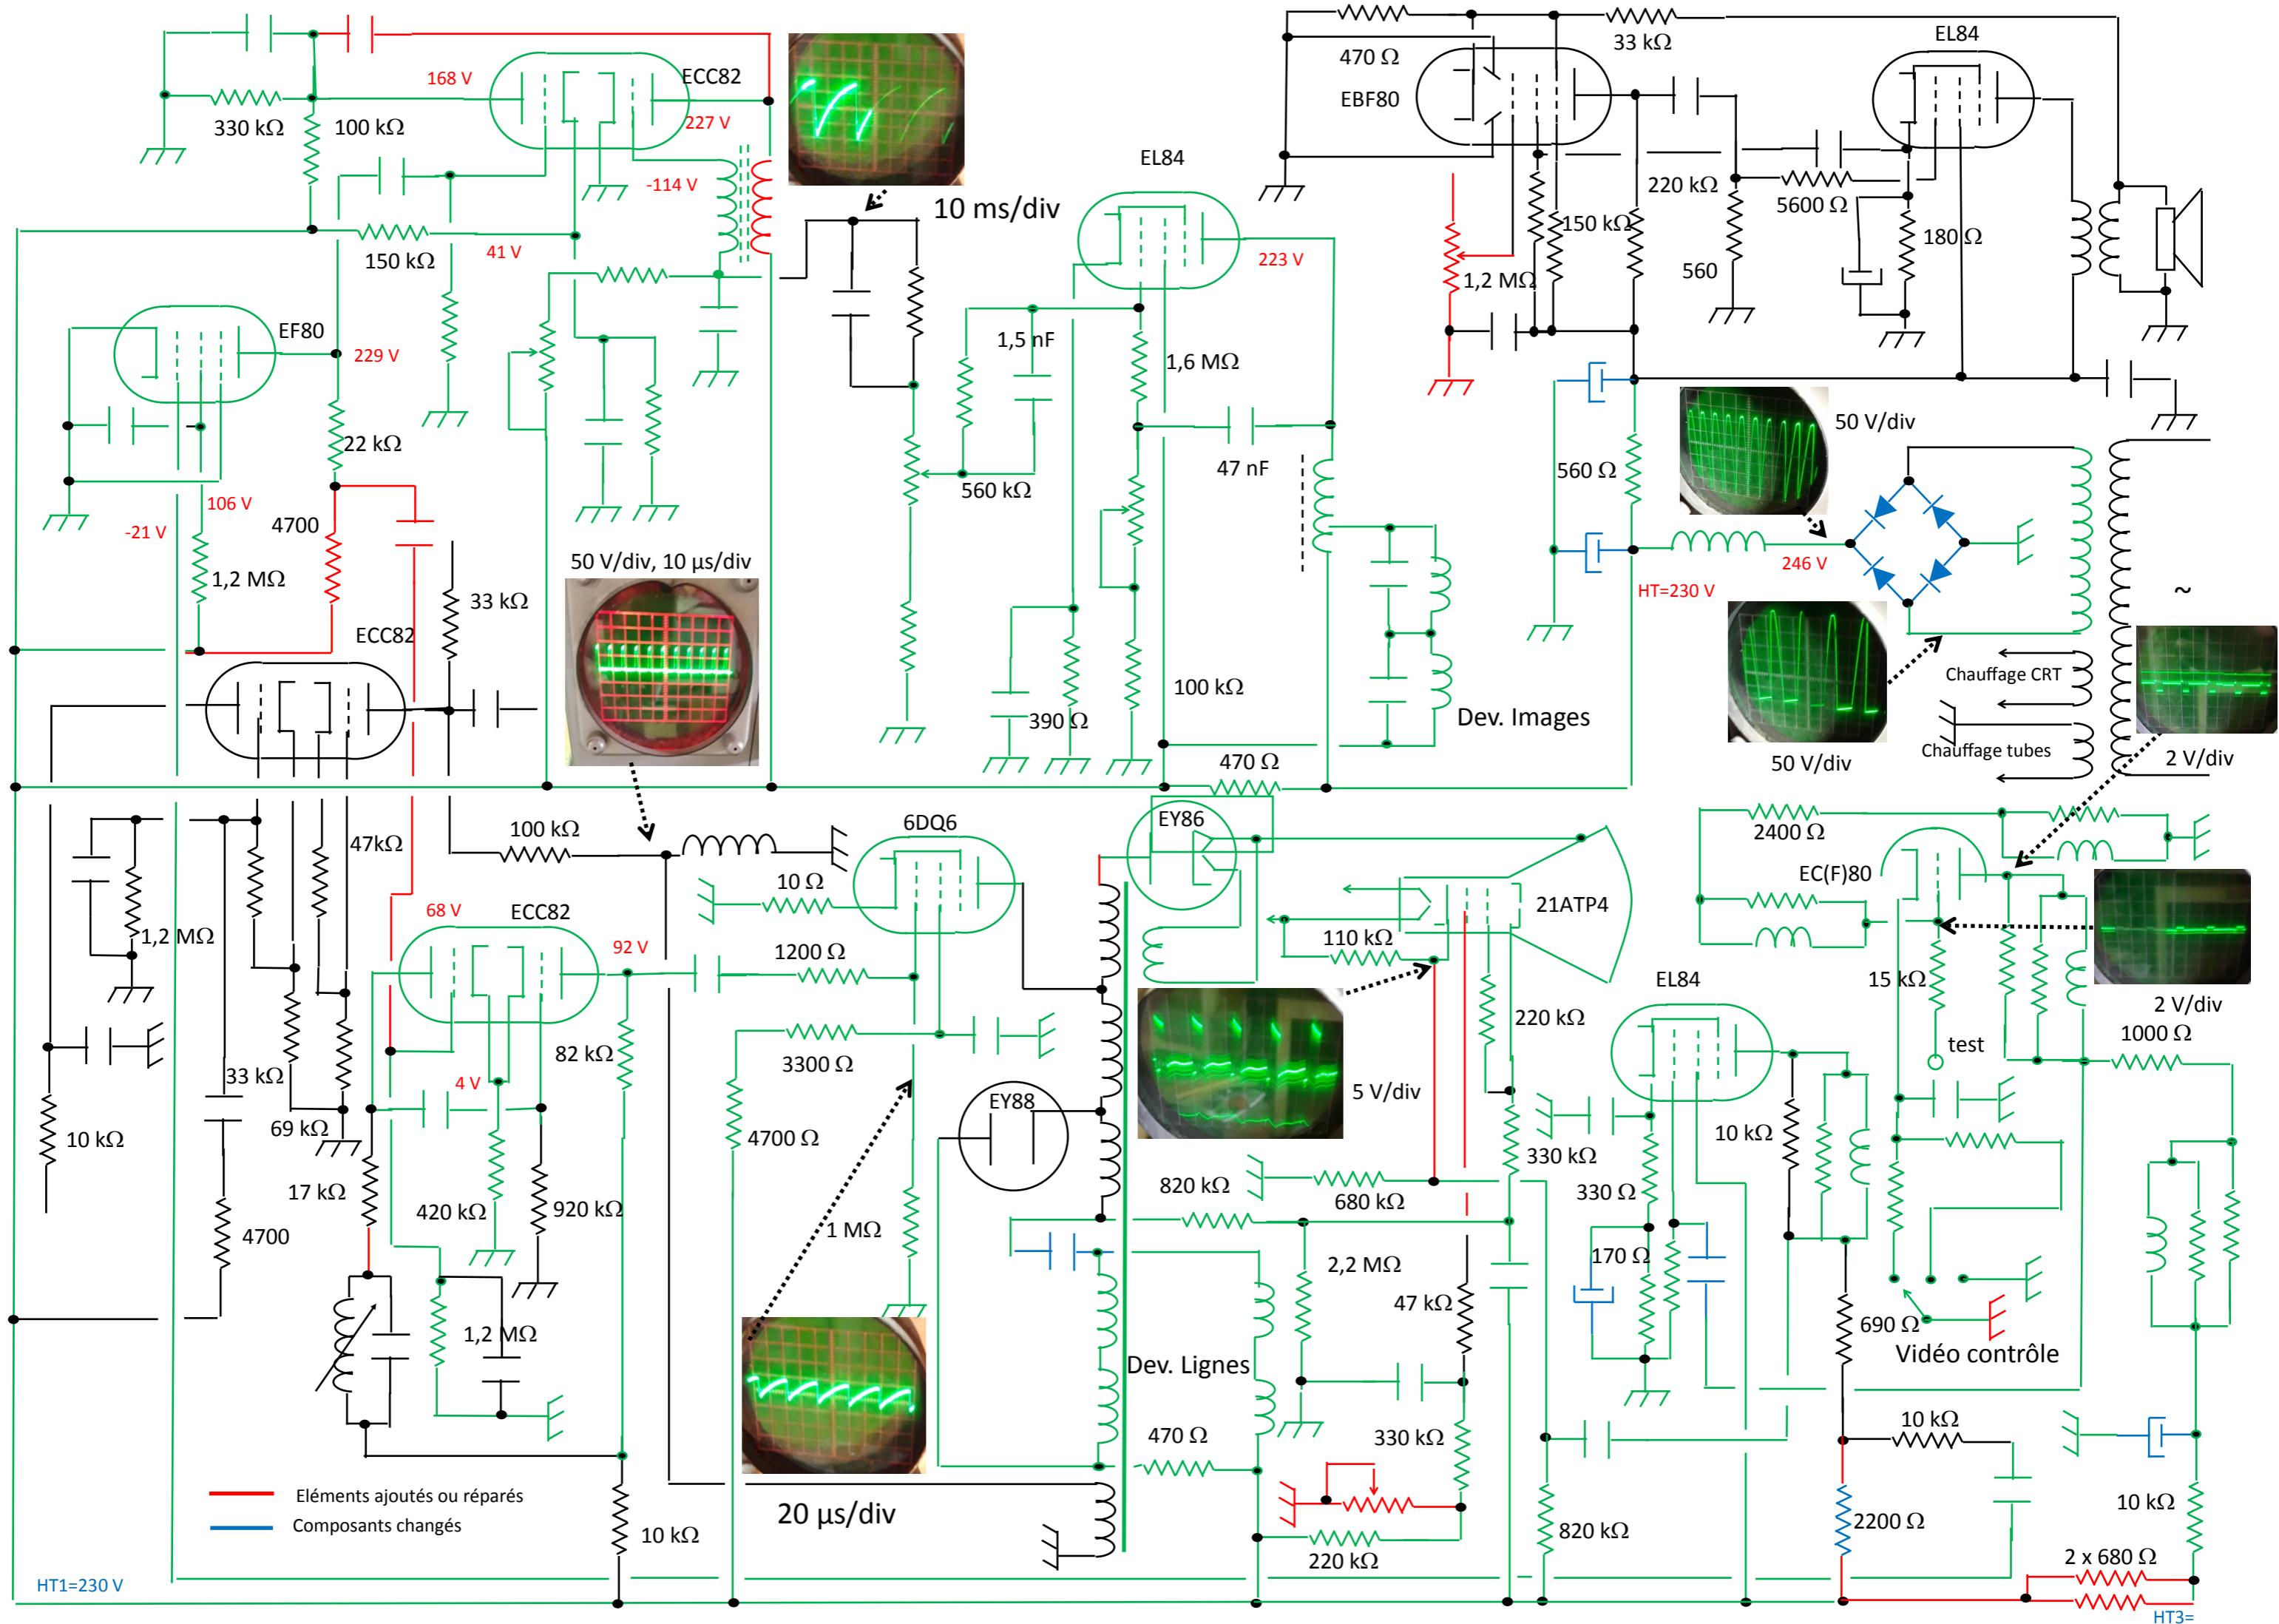 EL84
33 kΩ
470 Ω
EBF80
168 V
ECC82
330 kΩ
100 kΩ
227 V
EL84
-114 V
10 ms/div
220 kΩ
5600 Ω
150 kΩ
41 V
150 kΩ
223 V
180 Ω
560
1,2 MΩ
EF80
229 V
1,5 nF
1,6 MΩ
50 V/div
22 kΩ
47 nF
560 Ω
560 kΩ
106 V
4700
-21 V
50 V/div, 10 µs/div
246 V
1,2 MΩ
HT=230 V
~
33 kΩ
ECC82
Chauffage CRT
100 kΩ
390 Ω
Dev. Images
Chauffage tubes
2 V/div
470 Ω
50 V/div
6DQ6
EY86
2400 Ω
100 kΩ
47kΩ
EC(F)80
10 Ω
21ATP4
68 V
ECC82
1,2 MΩ
92 V
110 kΩ
1200 Ω
15 kΩ
EL84
2 V/div
220 kΩ
1000 Ω
test
82 kΩ
3300 Ω
4 V
33 kΩ
EY88
5 V/div
69 kΩ
10 kΩ
4700 Ω
10 kΩ
330 kΩ
820 kΩ
17 kΩ
330 Ω
680 kΩ
420 kΩ
920 kΩ
1 MΩ
4700
170 Ω
2,2 MΩ
47 kΩ
690 Ω
1,2 MΩ
Vidéo contrôle
Dev. Lignes
10 kΩ
470 Ω
330 kΩ
Eléments ajoutés ou réparés
20 µs/div
10 kΩ
Composants changés
2200 Ω
10 kΩ
820 kΩ
220 kΩ
2 x 680 Ω
HT1=230 V
HT3=